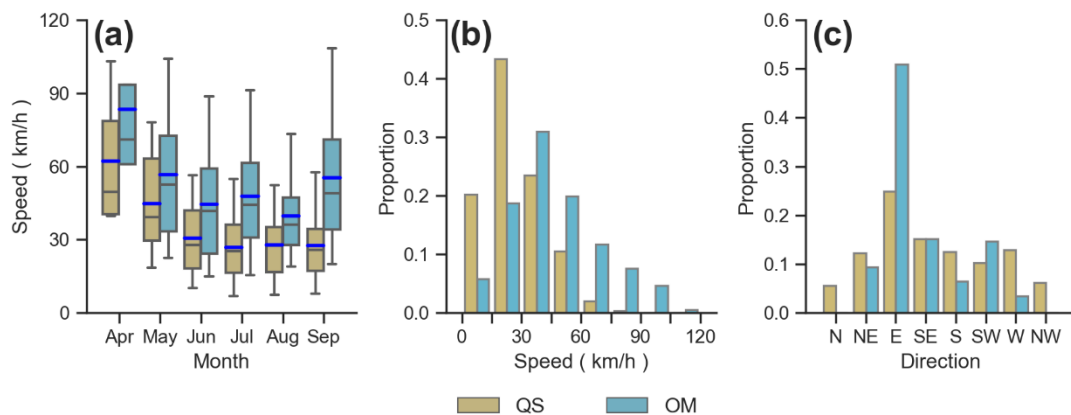 (a)
Speed ( km/h )
120
90
60
30
0
Apr May Jun Jul Aug Sep
Month
(b)
Proportion
0.5
0.4
0.3
0.2
0.1
0.0
0 30 60 90 120
Speed ( km/h )
(c)
Proportion
0.6
0.5
0.4
0.3
0.2
0.1
0.0
N NE E SE S SW W NW
Direction
QS OM